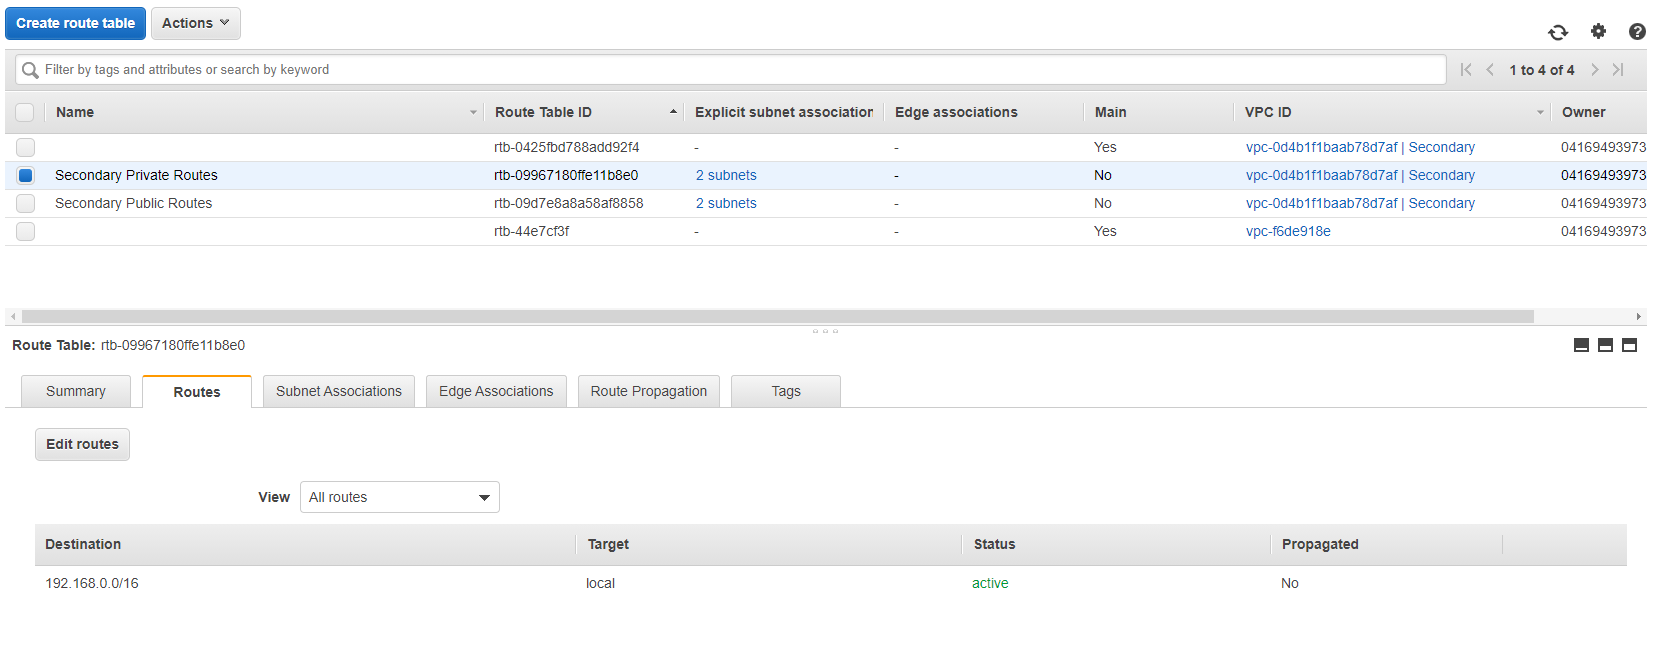 Create route table Actions
Filter by tags and attributes or search by keyword 1 to 4 of 4
Name Route Table ID Explicit subnet association Edge associations Main VPC ID Owner
rtb-0425fbd788add92f4 - - Yes vpc-0d4b1f1baab78d7af | Secondary 04169493973
Secondary Private Routes rtb-09967180ffe11b8e0 2 subnets - No vpc-0d4b1f1baab78d7af | Secondary 04169493973
Secondary Public Routes rtb-09d7e8a8a58af8858 2 subnets - No vpc-0d4b1f1baab78d7af | Secondary 04169493973
rtb-44e7cf3f - - Yes vpc-f6de918e 04169493973
Route Table: rtb-09967180ffe11b8e0
Summary Routes Subnet Associations Edge Associations Route Propagation Tags
Edit routes
View All routes
Destination Target Status Propagated
192.168.0.0/16 local active No